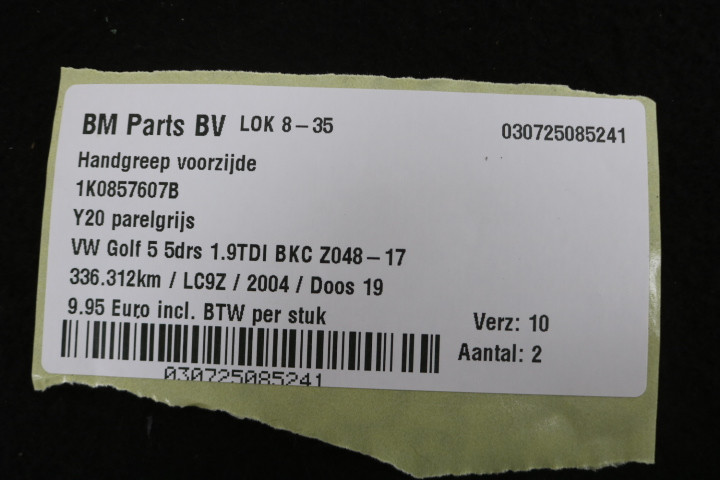 BM Parts BV LOK 8-35 030725085241
Handgreep voorzijde
1K0857607B
Y20 parelgrijs
VW Golf 5 5drs 1.9TDI BKC Z048-17
336.312km / LC9Z / 2004 / Doos 19
9.95 Euro incl. BTW per stuk Verz: 10
Aantal: 2
030725085241